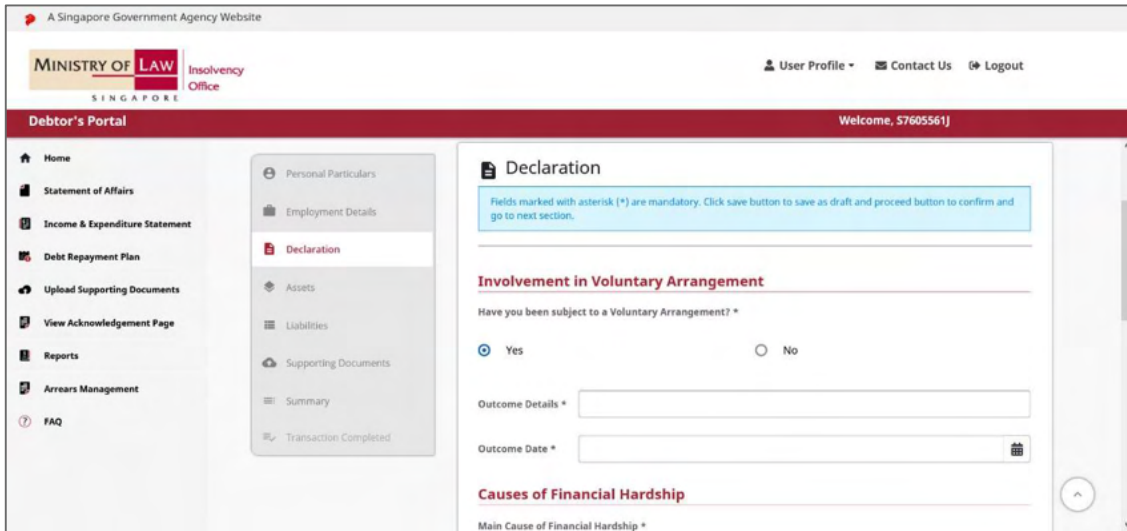 A Singapore Government Agency Website
MINISTRY OF LAW
SINGAPORE
Insolvency
Office
User Profile
Contact Us
Logout
Debtor's Portal
Welcome, S7605561J
Home
Statement of Affairs
Income & Expenditure Statement
Debt Repayment Plan
Upload Supporting Documents
View Acknowledgement Page
Reports
Arrears Management
FAQ
Personal Particulars
Employment Details
Declaration
Assets
Liabilities
Supporting Documents
Summary
Transaction Completed
Declaration
Fields marked with asterisk (*) are mandatory. Click save button to save as draft and proceed button to confirm and
go to next section.
Involvement in Voluntary Arrangement
Have you been subject to a Voluntary Arrangement? *
Yes
No
Outcome Details *
Outcome Date *
Causes of Financial Hardship
Main Cause of Financial Hardship *